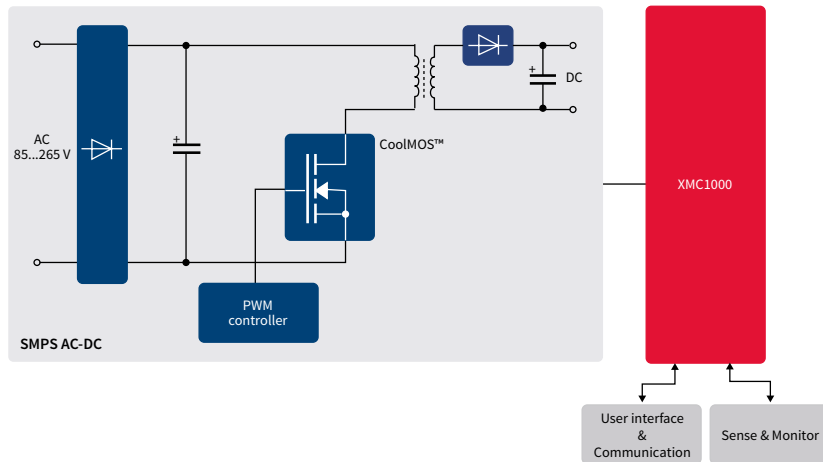 AC
85...265 V
+
+
DC
CoolMOS™
XMC1000
PWM
controller
SMPS AC-DC
User interface
&
Communication
Sense & Monitor